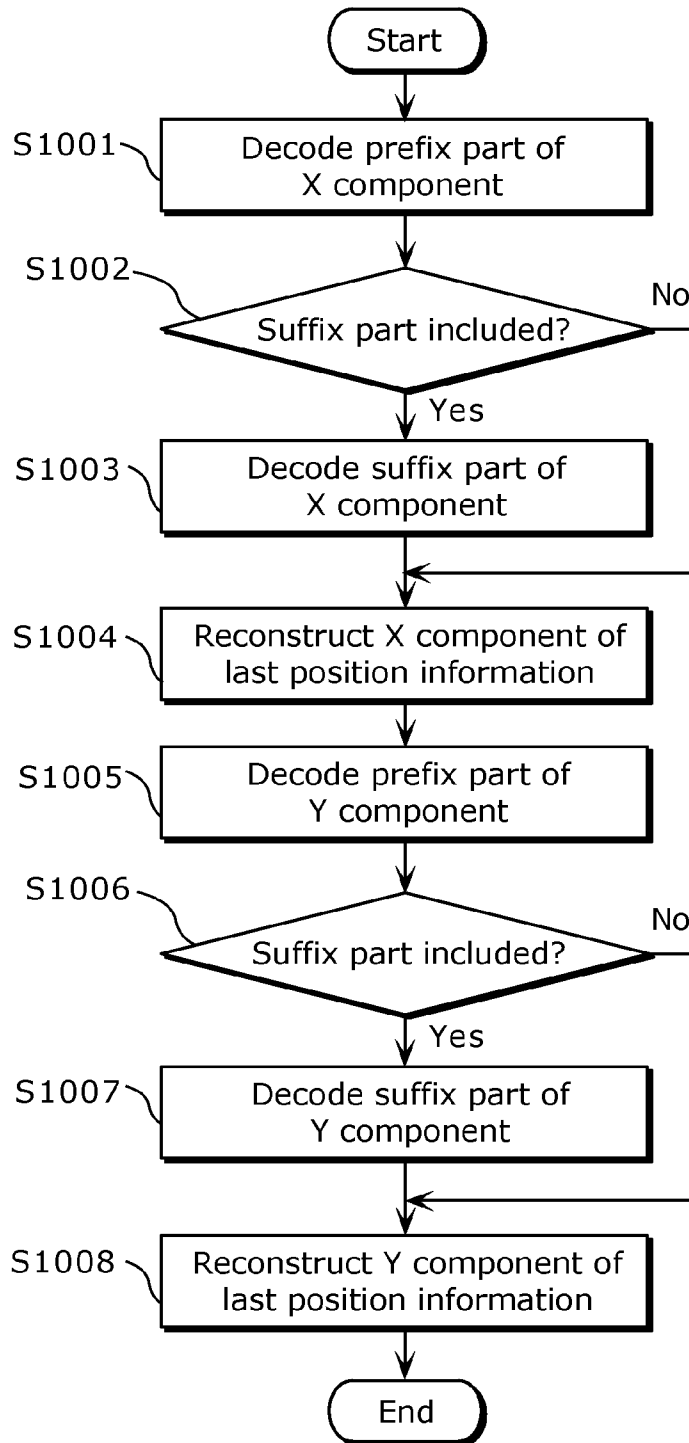 Start
S1001
Decode prefix part of
X component
S1002
Suffix part included?
No
Yes
S1003
Decode suffix part of
X component
S1004
Reconstruct X component of
last position information
S1005
Decode prefix part of
Y component
S1006
Suffix part included?
No
Yes
S1007
Decode suffix part of
Y component
S1008
Reconstruct Y component of
last position information
End